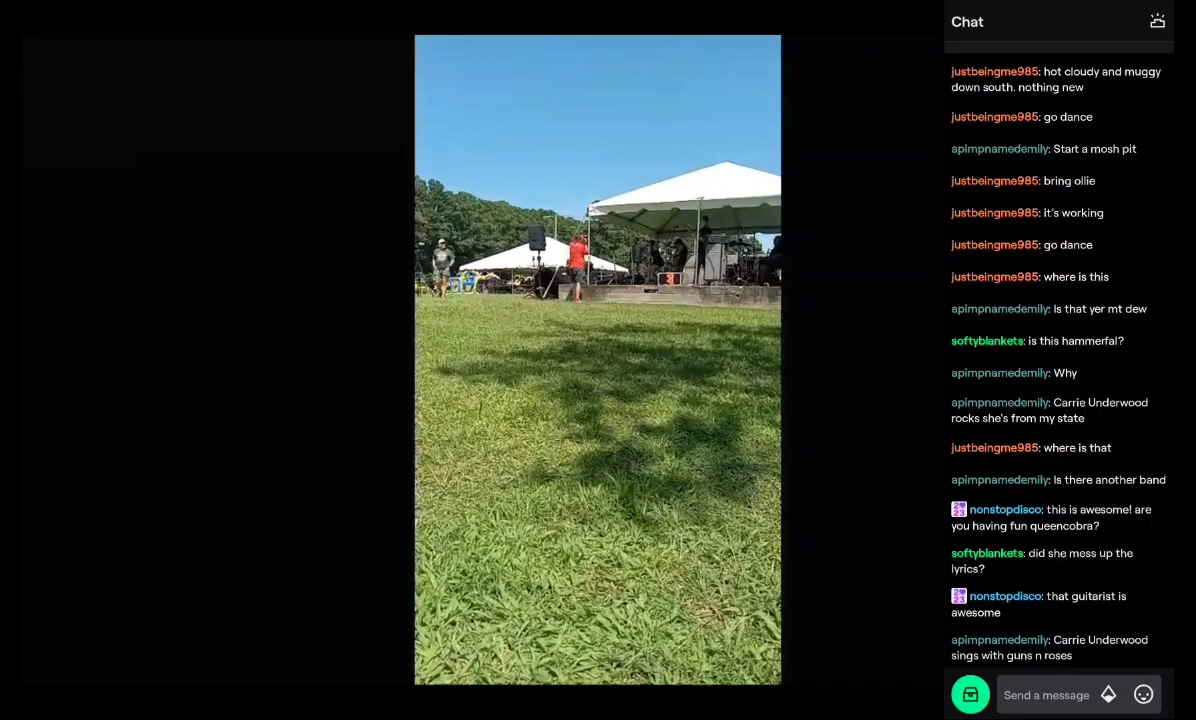 Chat
justbeingme985: hot cloudy and muggy
down south. nothing new
justbeingme985: go dance
apimpnamedemily: Start a mosh pit
justbeingme985: bring ollie
justbeingme985: it's working
justbeingme985: go dance
justbeingme985: where is this
apimpnamedemily: Is that yer mt dew
softyblankets: is this hammerfal?
apimpnamedemily: Why
apimpnamedemily: Carrie Underwood
rocks she's from my state
justbeingme985: where is that
apimpnamedemily: Is there another band
2 23 nonstopdisco: this is awesome! are
you having fun queencobra?
softyblankets: did she mess up the
lyrics?
2 23 nonstopdisco: that guitarist is
awesome
apimpnamedemily: Carrie Underwood
sings with guns n roses
Send a message